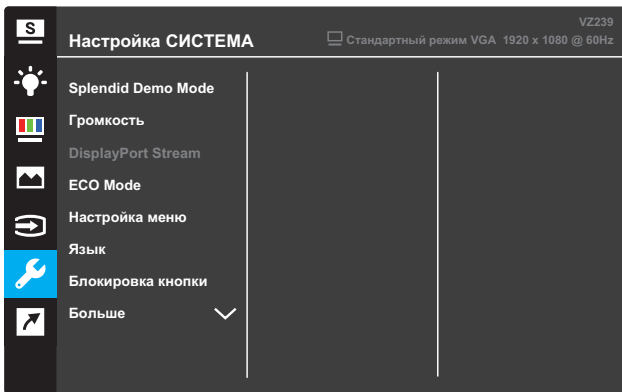 S
VZ239
Настройка СИСТЕМА
Стандартный режим VGA 1920 x 1080 @ 60Hz
Splendid Demo Mode
Громкость
DisplayPort Stream
ECO Mode
Настройка меню
Язык
Блокировка кнопки
Больше